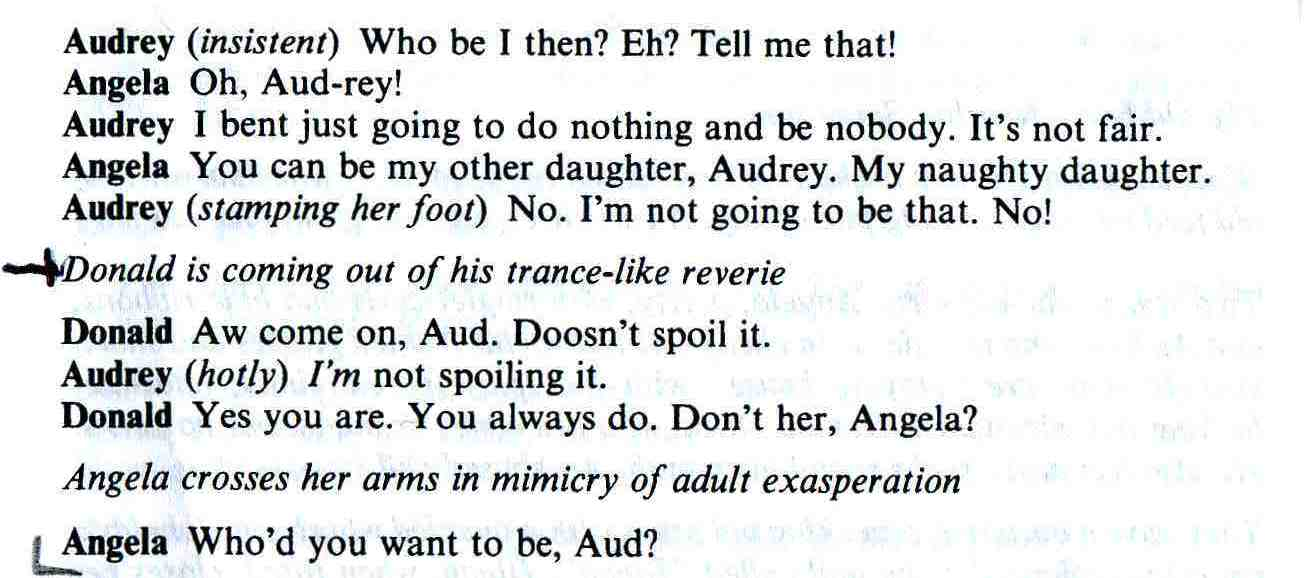 Audrey (insistent) Who be I then? Eh? Tell me that!
Angela Oh, Aud-rey!
Audrey I bent just going to do nothing and be nobody. It's not fair.
Angela You can be my other daughter, Audrey. My naughty daughter.
Audrey (stamping her foot) No. I'm not going to be that. No!
Donald is coming out of his trance-like reverie
Donald Aw come on, Aud. Doosn't spoil it.
Audrey (hotly) I'm not spoiling it.
Donald Yes you are. You always do. Don't her, Angela?
Angela crosses her arms in mimicry of adult exasperation
Angela Who'd you want to be, Aud?